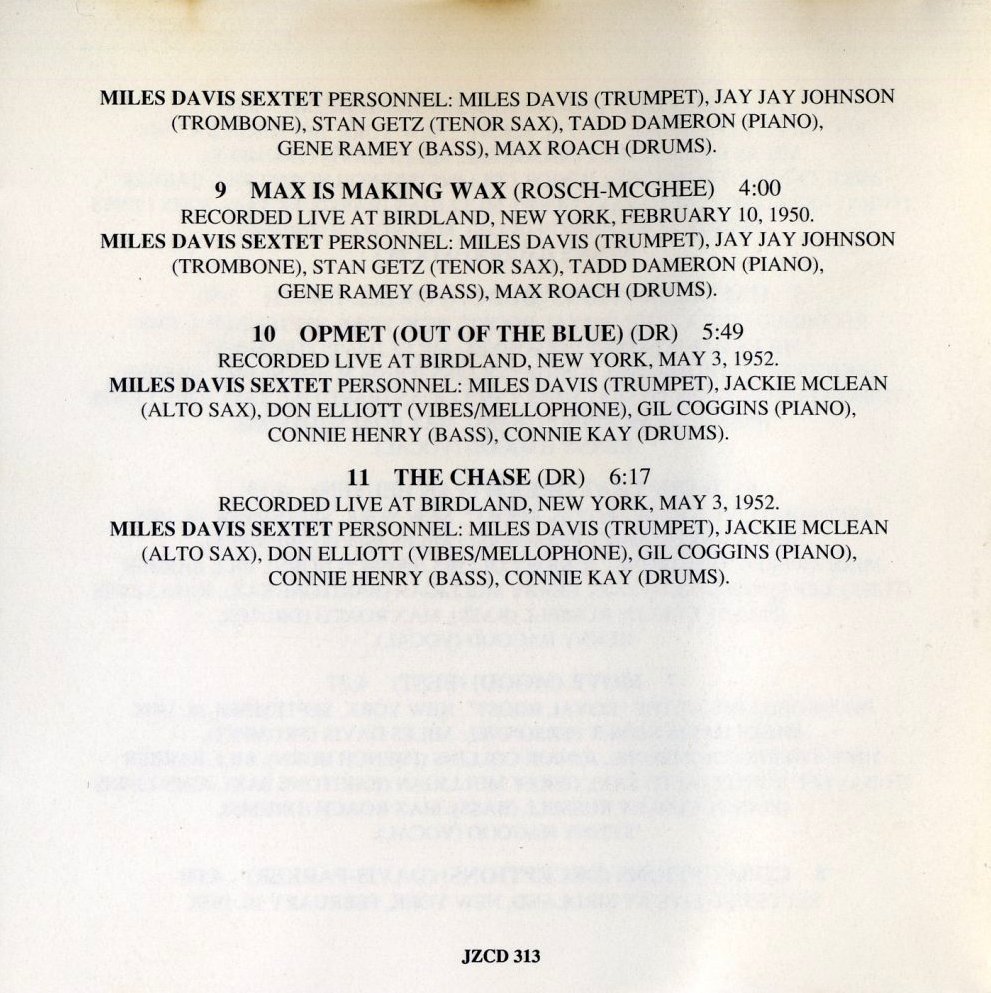 MILES DAVIS SEXTET PERSONNEL: MILES DAVIS (TRUMPET), JAY JAY JOHNSON
(TROMBONE), STAN GETZ (TENOR SAX), TADD DAMERON (PIANO),
GENE RAMEY (BASS), MAX ROACH (DRUMS).
9 MAX IS MAKING WAX (ROSCH-MCGHEE) 4:00
RECORDED LIVE AT BIRDLAND, NEW YORK, FEBRUARY 10, 1950.
MILES DAVIS SEXTET PERSONNEL: MILES DAVIS (TRUMPET), JAY JAY JOHNSON
(TROMBONE), STAN GETZ (TENOR SAX), TADD DAMERON (PIANO),
GENE RAMEY (BASS), MAX ROACH (DRUMS).
10 OPMET (OUT OF THE BLUE) (DR) 5:49
RECORDED LIVE AT BIRDLAND, NEW YORK, MAY 3, 1952.
MILES DAVIS SEXTET PERSONNEL: MILES DAVIS (TRUMPET), JACKIE MCLEAN
(ALTO SAX), DON ELLIOTT (VIBES/MELLOPHONE), GIL COGGINS (PIANO),
CONNIE HENRY (BASS), CONNIE KAY (DRUMS).
11 THE CHASE (DR) 6:17
RECORDED LIVE AT BIRDLAND, NEW YORK, MAY 3, 1952.
MILES DAVIS SEXTET PERSONNEL: MILES DAVIS (TRUMPET), JACKIE MCLEAN
(ALTO SAX), DON ELLIOTT (VIBES/MELLOPHONE), GIL COGGINS (PIANO),
CONNIE HENRY (BASS), CONNIE KAY (DRUMS).
JZCD 313